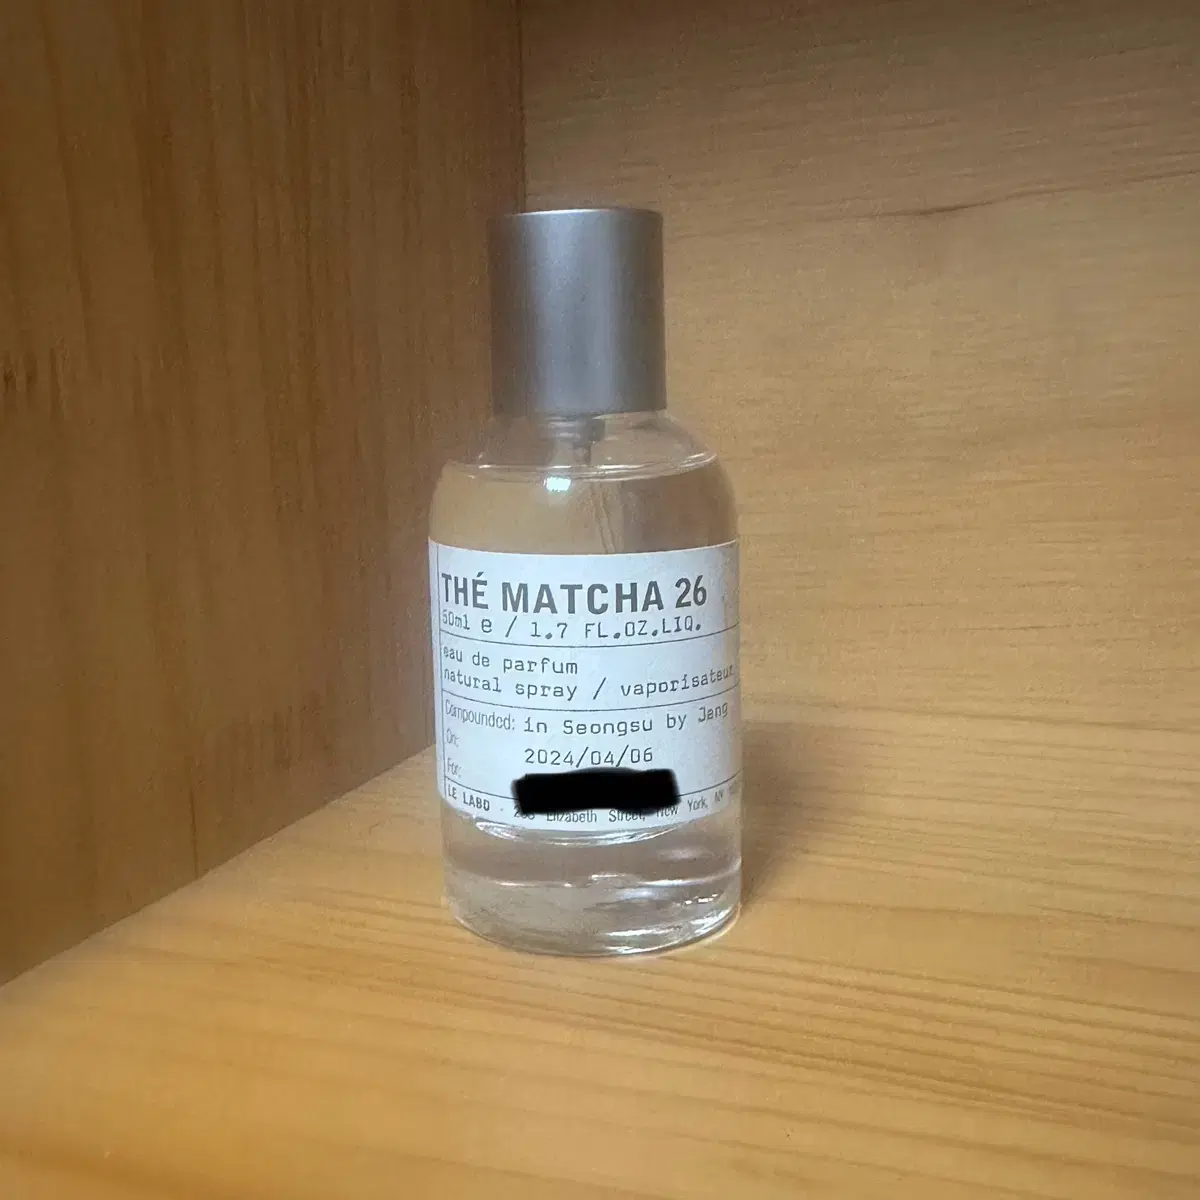 THÉ MATCHA 26
50ml e / 1.7 FL.OZ.LIQ.
eau de parfum
natural spray / vaporisateur
Compounded: in Seongsu by Jang
On: 2024/04/06
For:
LE LABO - Elizabeth Street, New York, NY